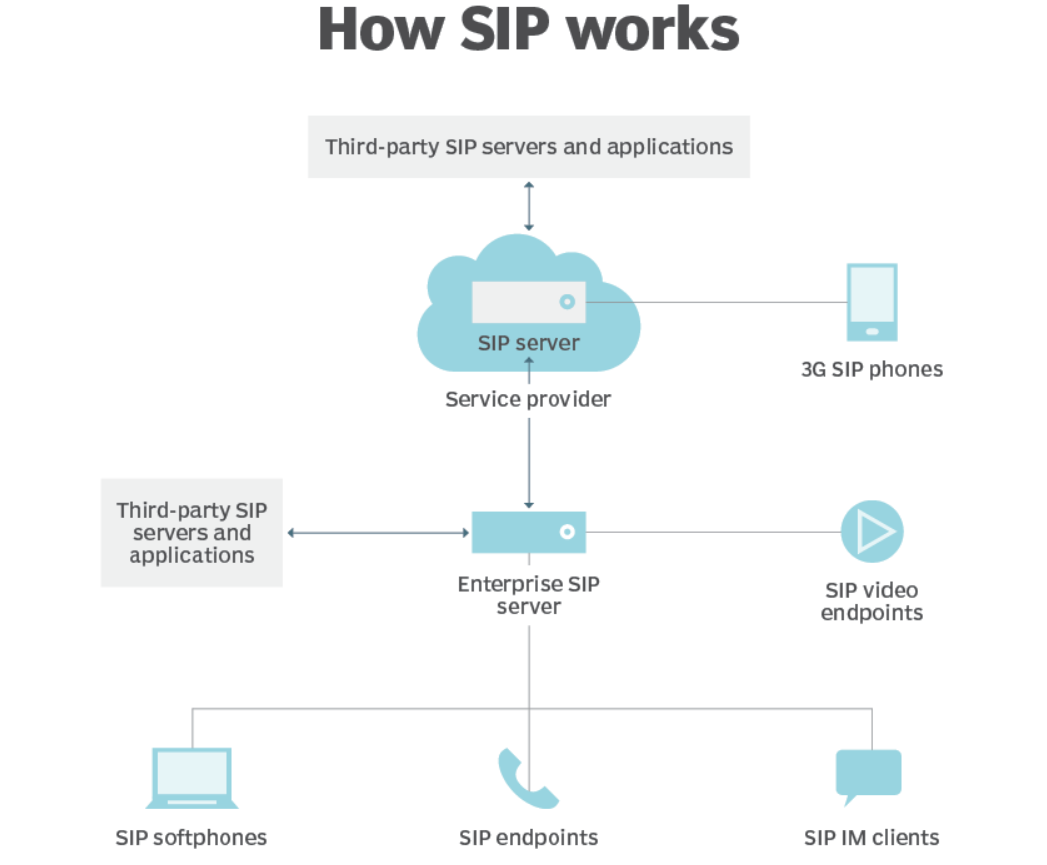 How SIP works
Third-party SIP servers and applications
SIP server
3G SIP phones
Service provider
Third-party SIP
servers and
applications
Enterprise SIP
server
SIP video
endpoints
SIP softphones
SIP endpoints
SIP IM clients